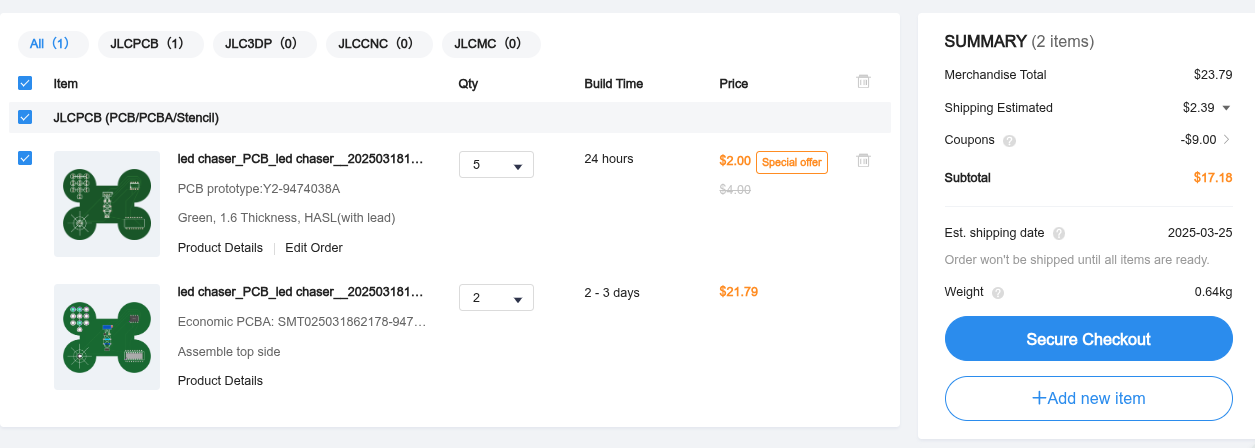 All（1） JLCPCB（1） JLC3DP（0） JLCCNC（0） JLCMC（0）
Item Qty Build Time Price
JLCPCB (PCB/PCBA/Stencil)
led chaser_PCB_led chaser__202503181... 5 24 hours $2.00 Special offer
PCB prototype:Y2-9474038A $4.00
Green, 1.6 Thickness, HASL(with lead)
Product Details Edit Order
led chaser_PCB_led chaser__202503181... 2 2 - 3 days $21.79
Economic PCBA: SMT025031862178-947...
Assemble top side
Product Details
SUMMARY (2 items)
Merchandise Total $23.79
Shipping Estimated $2.39
Coupons ? -$9.00
Subtotal $17.18
Est. shipping date ? 2025-03-25
Order won't be shipped until all items are ready.
Weight ? 0.64kg
Secure Checkout
+Add new item